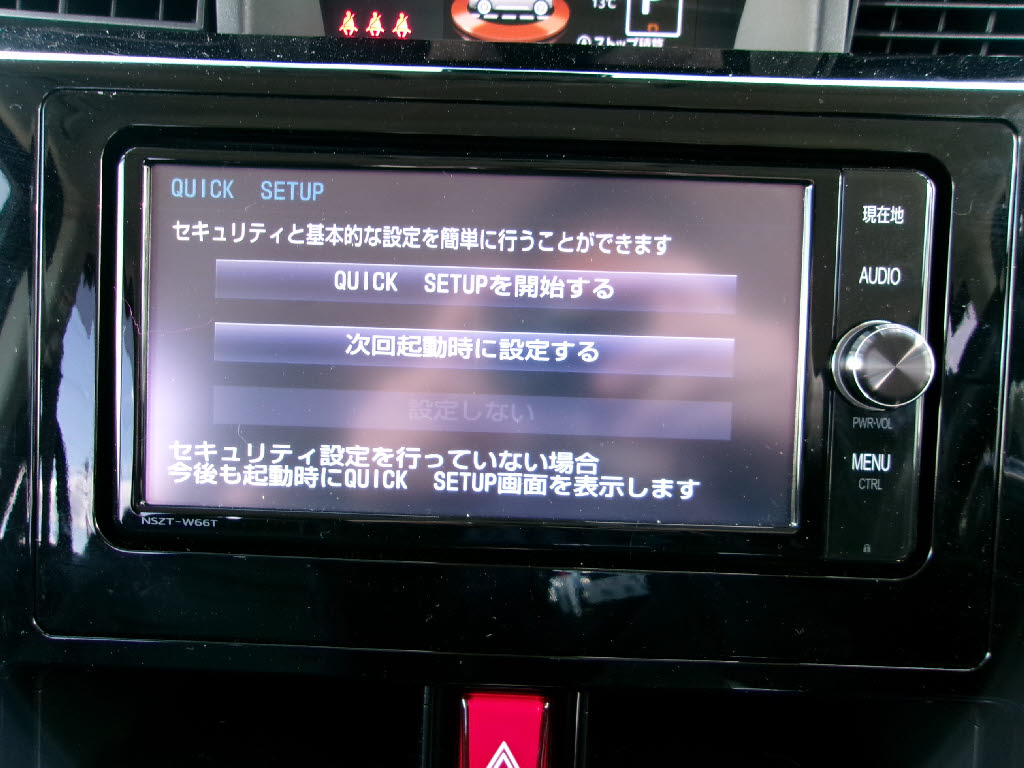 13℃
P
QUICK SETUP
セキュリティと基本的な設定を簡単に行うことができます
QUICK SETUPを開始する
次回起動時に設定する
設定しない
セキュリティ設定を行っていない場合
今後も起動時にQUICK SETUP画面を表示します
NSZT-W66T
現在地
AUDIO
PWR·VOL
MENU
CTRL